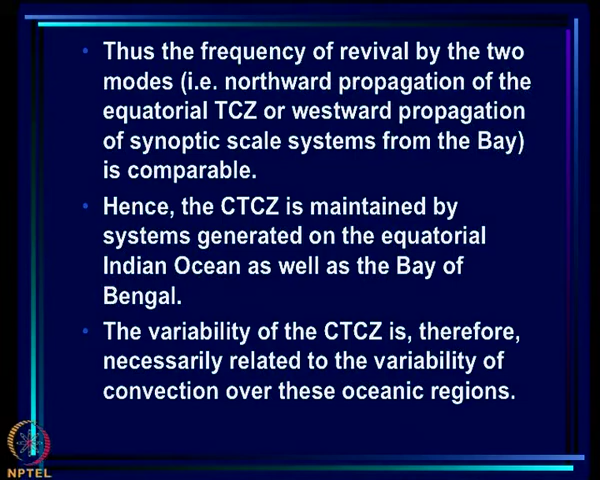 • Thus the frequency of revival by the two
modes (i.e. northward propagation of the
equatorial TCZ or westward propagation
of synoptic scale systems from the Bay)
is comparable.
• Hence, the CTCZ is maintained by
systems generated on the equatorial
Indian Ocean as well as the Bay of
Bengal.
• The variability of the CTCZ is, therefore,
necessarily related to the variability of
convection over these oceanic regions.
NPTEL